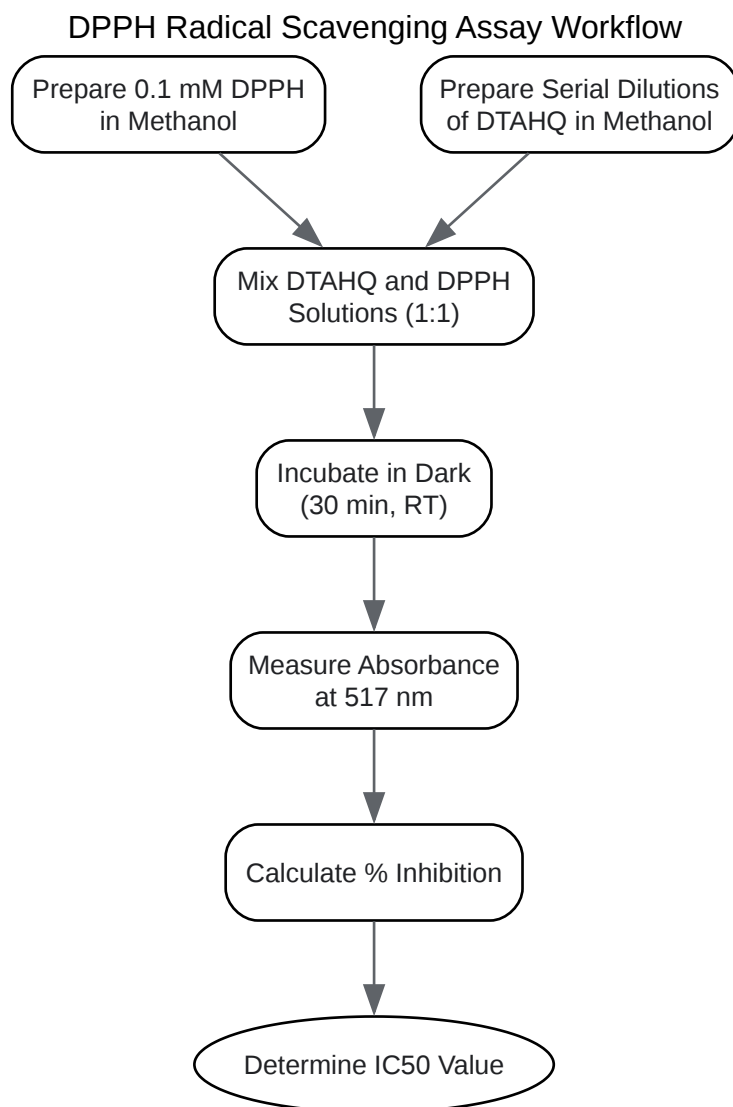 DPPH Radical Scavenging Assay Workflow
Prepare 0.1 mM DPPH
in Methanol
Prepare Serial Dilutions
of DTAHQ in Methanol
Mix DTAHQ and DPPH
Solutions (1:1)
Incubate in Dark
(30 min, RT)
Measure Absorbance
at 517 nm
Calculate % Inhibition
Determine IC50 Value